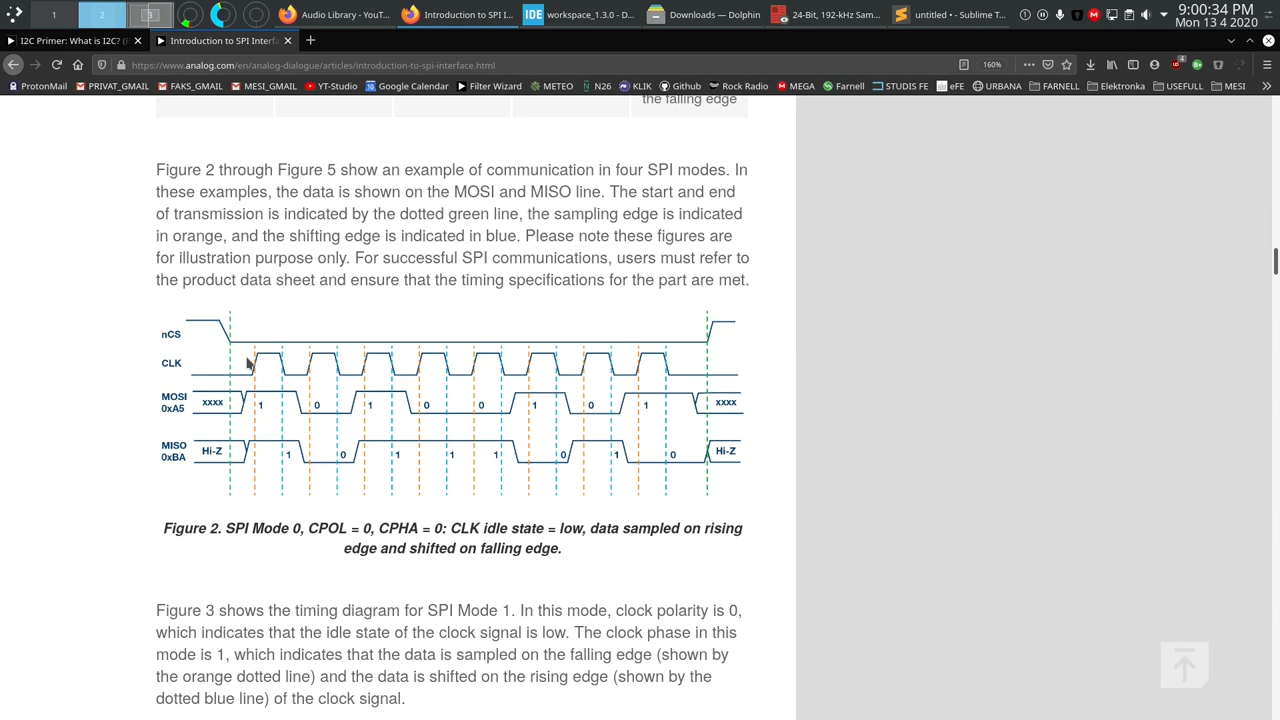 1
2
3
Audio Library - YouT...
Introduction to SPI I...
IDE
workspace_1.3.0 - D...
Downloads — Dolphin
24-Bit, 192-kHz Sam...
untitled • - Sublime T...
9:00:34 PM
Mon 13 4 2020
I2C Primer: What is I2C? (P
Introduction to SPI Interfa
https://www.analog.com/en/analog-dialogue/articles/introduction-to-spi-interface.html
160%
4
ProtonMail
PRIVAT_GMAIL
FAKS_GMAIL
MESI_GMAIL
YT-Studio
Google Calendar
Filter Wizard
METEO
N26
KLIK
Github
Rock Radio
MEGA
Farnell
STUDIS FE
eFE
URBANA
FARNELL
Elektronka
USEFULL
MESI
the falling edge
Figure 2 through Figure 5 show an example of communication in four SPI modes. In
these examples, the data is shown on the MOSI and MISO line. The start and end
of transmission is indicated by the dotted green line, the sampling edge is indicated
in orange, and the shifting edge is indicated in blue. Please note these figures are
for illustration purpose only. For successful SPI communications, users must refer to
the product data sheet and ensure that the timing specifications for the part are met.
nCS
CLK
MOSI
0xA5
xxxx
1
0
1
0
0
1
0
1
xxxx
MISO
0xBA
Hi-Z
1
0
1
1
1
0
1
0
Hi-Z
Figure 2. SPI Mode 0, CPOL = 0, CPHA = 0: CLK idle state = low, data sampled on rising
edge and shifted on falling edge.
Figure 3 shows the timing diagram for SPI Mode 1. In this mode, clock polarity is 0,
which indicates that the idle state of the clock signal is low. The clock phase in this
mode is 1, which indicates that the data is sampled on the falling edge (shown by
the orange dotted line) and the data is shifted on the rising edge (shown by the
dotted blue line) of the clock signal.